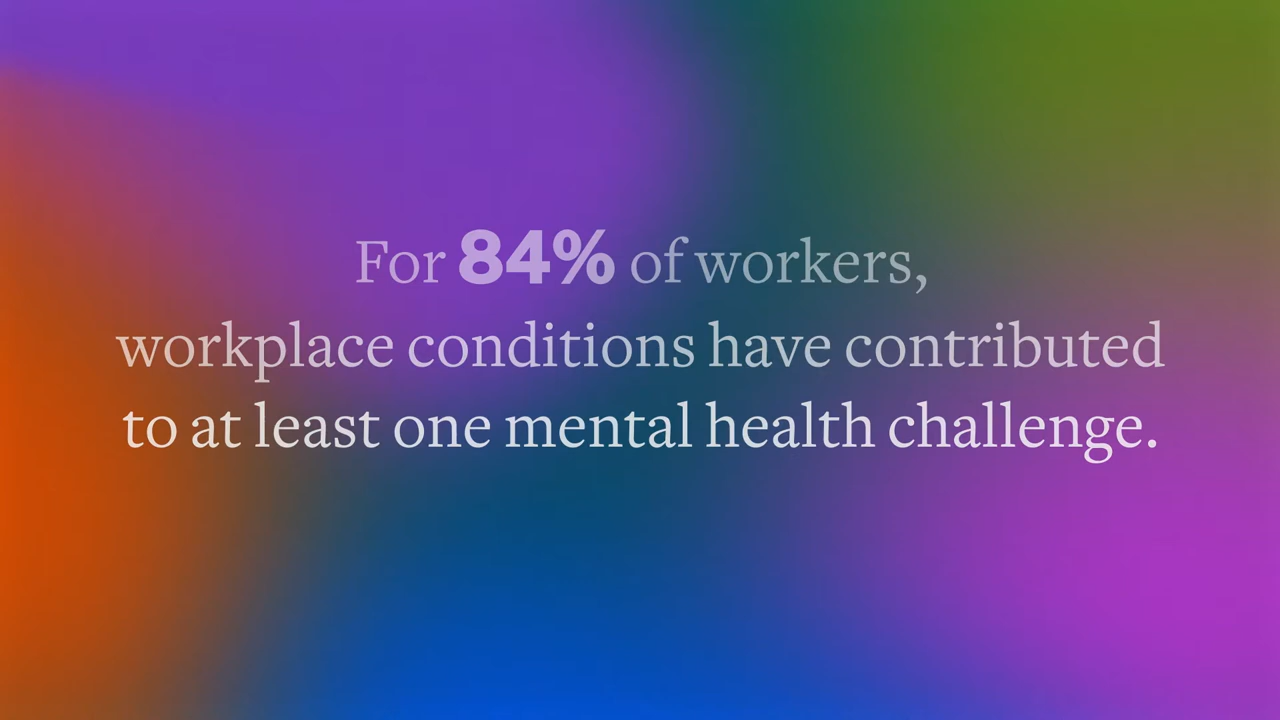 For 84% of workers,
workplace conditions have contributed
to at least one mental health challenge.